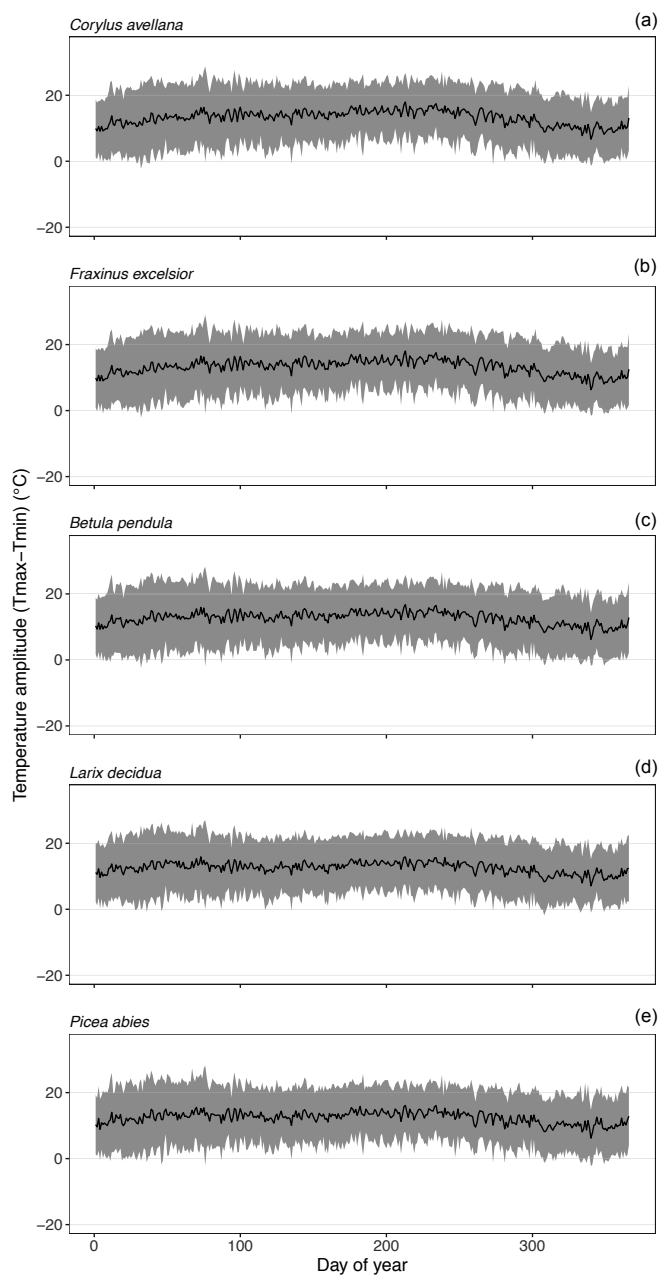 Corylus avellana (a)
20
0
−20
Fraxinus excelsior (b)
20
0
−20
Betula pendula (c)
20
0
−20
Larix decidua (d)
20
0
−20
Picea abies (e)
20
0
−20
0 100 200 300
Day of year
Temperature amplitude (Tmax−Tmin) (°C)